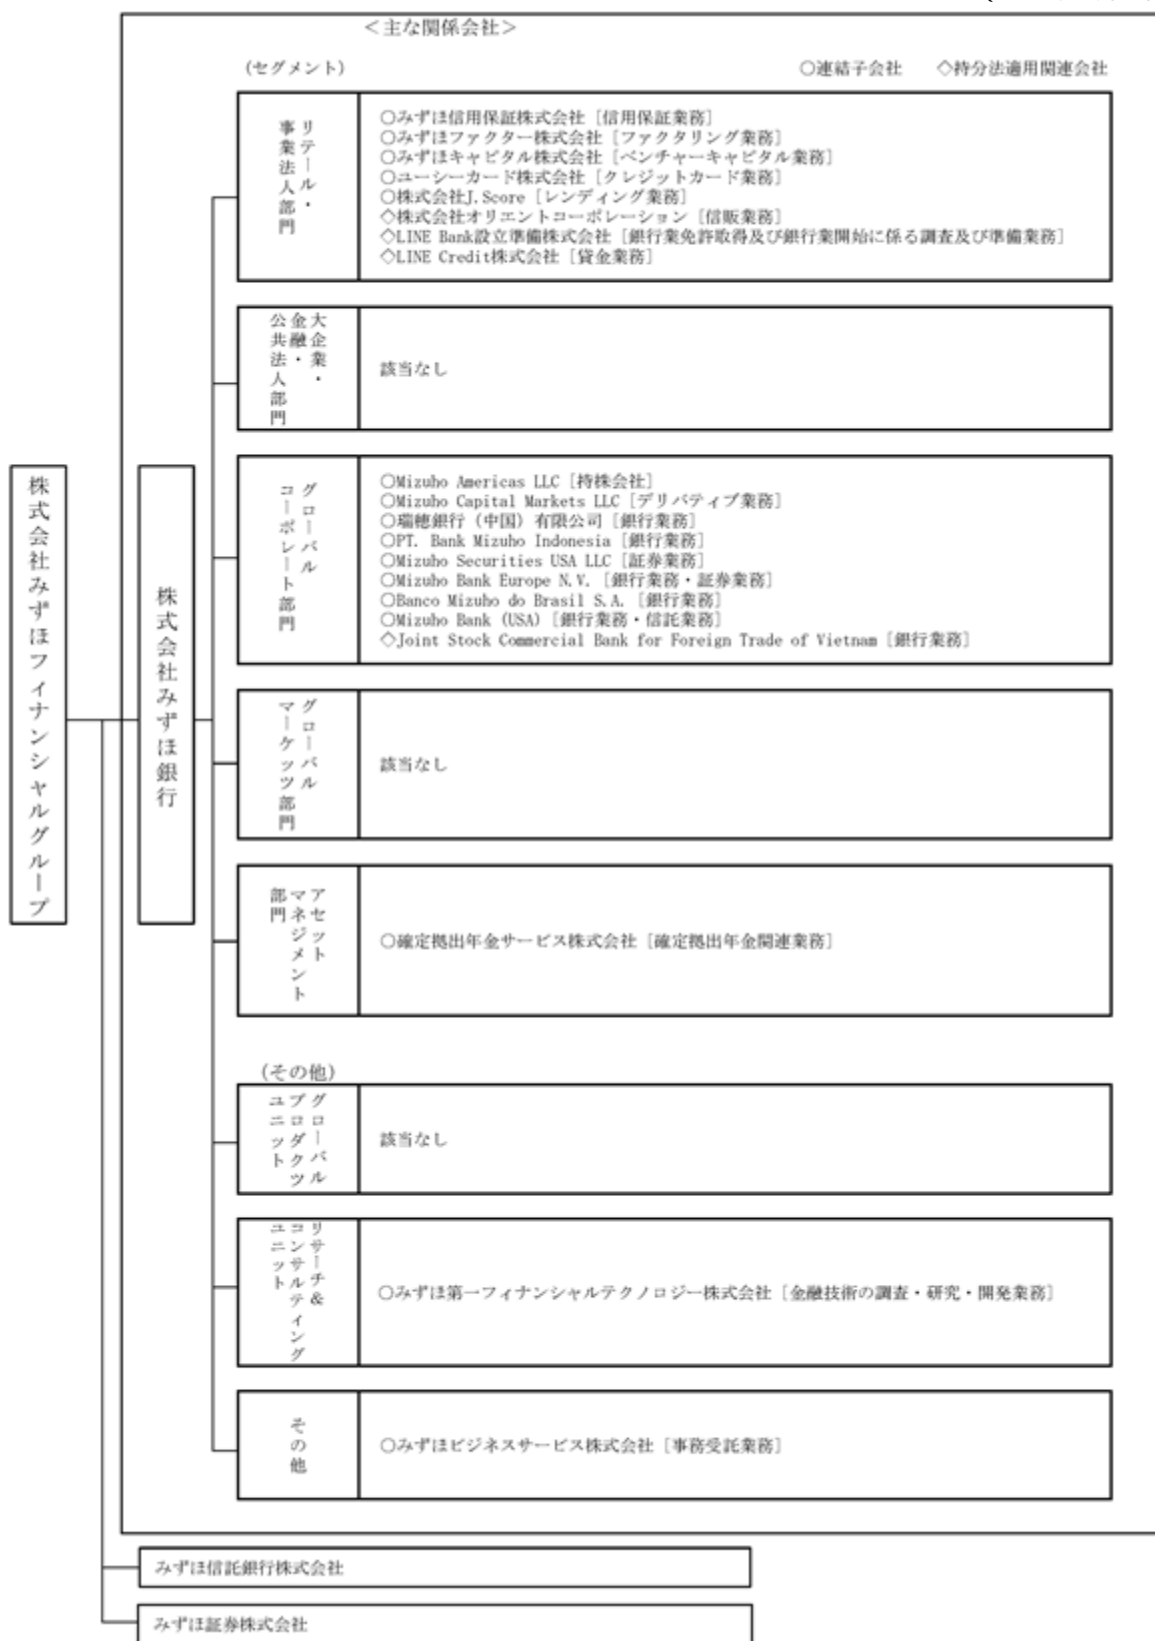 ＜主な関係会社＞
(セグメント)
○連結子会社 ◇持分法適用関連会社
株式会社みずほフィナンシャルグループ
株式会社みずほ銀行
リテール・
事業法人部門
○みずほ信用保証株式会社［信用保証業務］
○みずほファクター株式会社［ファクタリング業務］
○みずほキャピタル株式会社［ベンチャーキャピタル業務］
○ユーシーカード株式会社［クレジットカード業務］
○株式会社J.Score［レンディング業務］
◇株式会社オリエントコーポレーション［信販業務］
◇LINE Bank設立準備株式会社［銀行業免許取得及び銀行業開始に係る調査及び準備業務］
◇LINE Credit株式会社［貸金業務］
大企業・
金融・
公共法人部門
該当なし
グローバル
コーポレート部門
○Mizuho Americas LLC［持株会社］
○Mizuho Capital Markets LLC［デリバティブ業務］
○瑞穂銀行（中国）有限公司［銀行業務］
○PT. Bank Mizuho Indonesia［銀行業務］
○Mizuho Securities USA LLC［証券業務］
○Mizuho Bank Europe N.V.［銀行業務・証券業務］
○Banco Mizuho do Brasil S.A.［銀行業務］
○Mizuho Bank (USA)［銀行業務・信託業務］
◇Joint Stock Commercial Bank for Foreign Trade of Vietnam［銀行業務］
グローバル
マーケッツ部門
該当なし
アセット
マネジメント
部門
○確定拠出年金サービス株式会社［確定拠出年金関連業務］
(その他)
グローバル
プロダクツ
ユニット
該当なし
リサーチ&
コンサルティング
ユニット
○みずほ第一フィナンシャルテクノロジー株式会社［金融技術の調査・研究・開発業務］
その他
○みずほビジネスサービス株式会社［事務受託業務］
みずほ信託銀行株式会社
みずほ証券株式会社